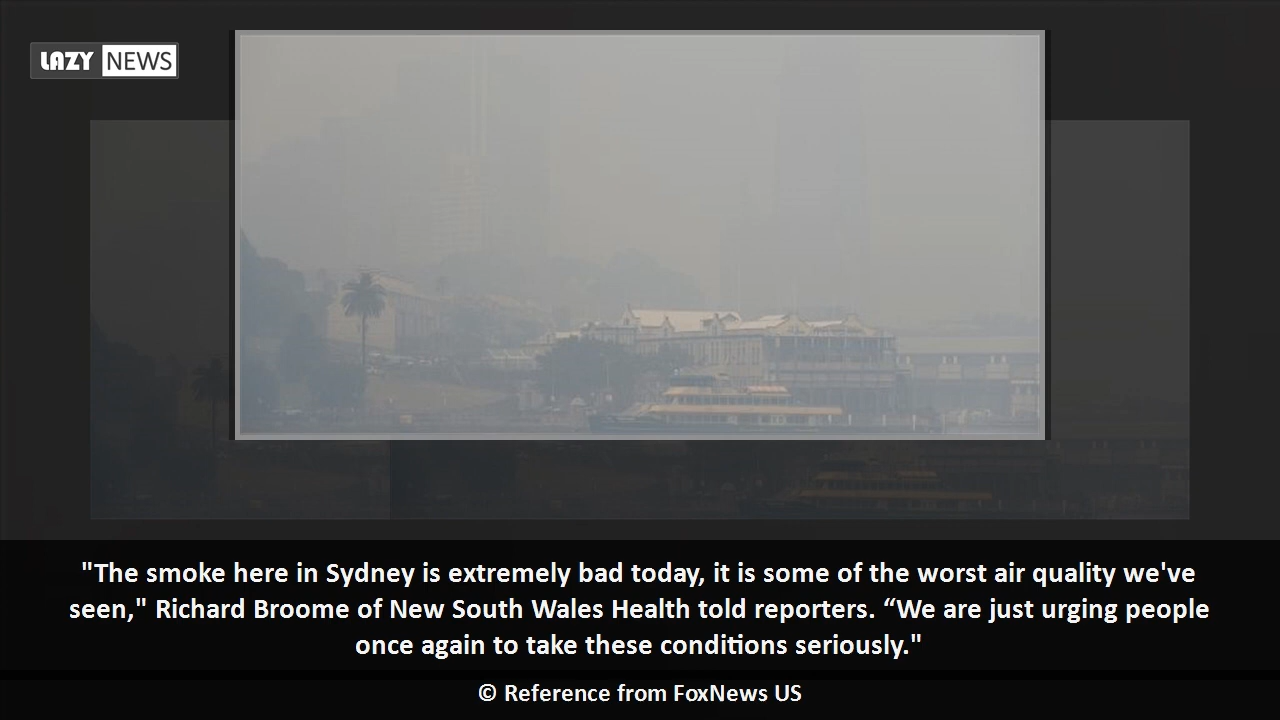 LAZY NEWS
"The smoke here in Sydney is extremely bad today, it is some of the worst air quality we've
seen," Richard Broome of New South Wales Health told reporters. “We are just urging people
once again to take these conditions seriously."
© Reference from FoxNews US